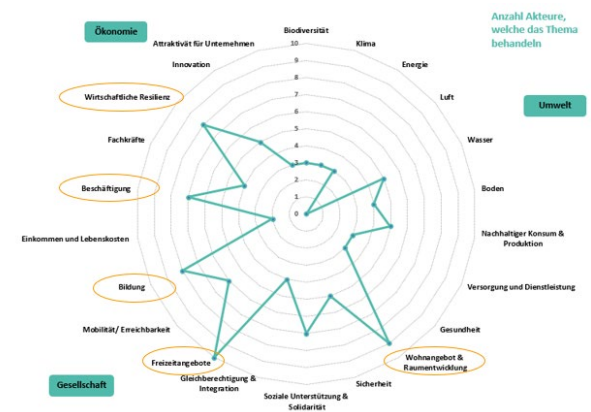 Ökonomie
Anzahl Akteure,
welche das Thema
behandeln
Biodiversität
Attraktivität für Unternehmen
Klima
Innovation
Energie
Wirtschaftliche Resilienz
Luft
Umwelt
Fachkräfte
Wasser
Beschäftigung
Boden
Einkommen und Lebenskosten
Nachhaltiger Konsum &
Produktion
Bildung
Versorgung und Dienstleistung
Mobilität/ Erreichbarkeit
Gesundheit
Freizeitangebote
Wohnangebot &
Raumentwicklung
Gesellschaft
Gleichberechtigung &
Integration
Sicherheit
Soziale Unterstützung &
Solidarität
10
9
8
7
6
5
4
3
2
1
0